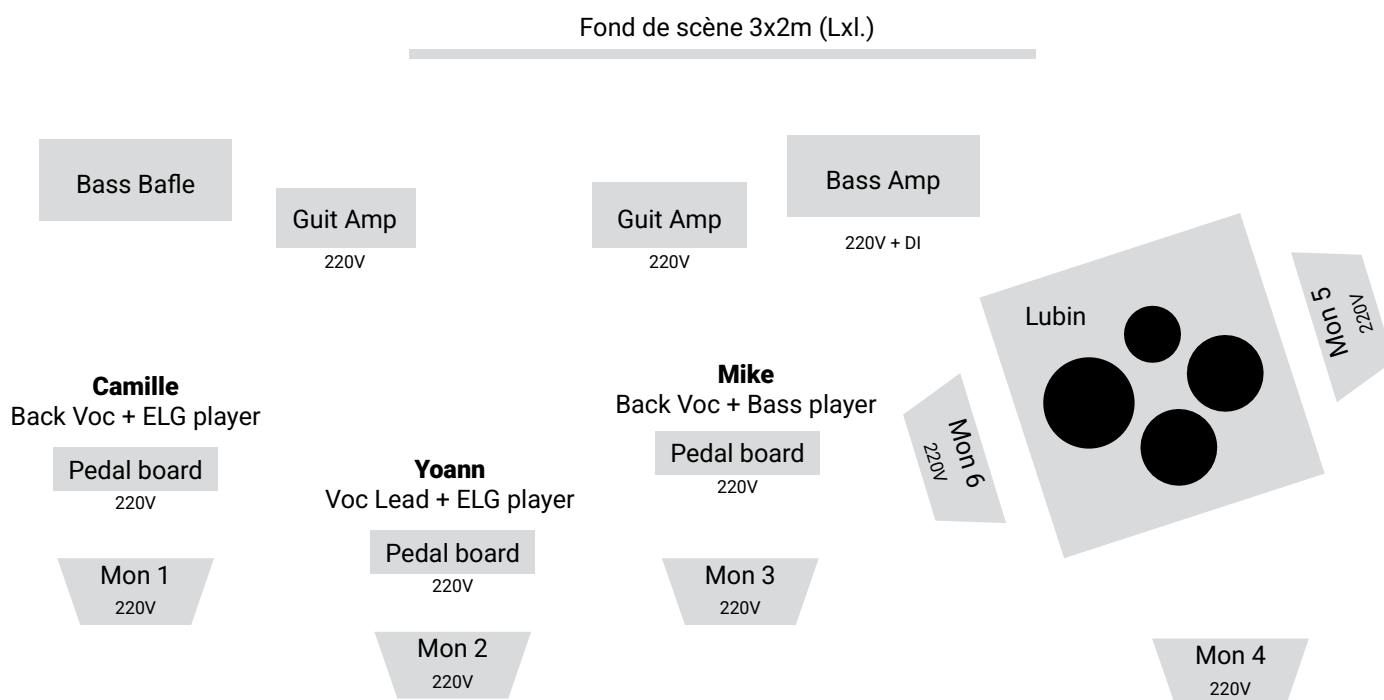 Fond de scène 3x2m (Lxl.)
Bass Bafle
Guit Amp
220V
Guit Amp
220V
Bass Amp
220V + DI
Lubin
Mon 5
220V
Camille
Back Voc + ELG player
Pedal board
220V
Mon 1
220V
Yoann
Voc Lead + ELG player
Pedal board
220V
Mon 2
220V
Mike
Back Voc + Bass player
Pedal board
220V
Mon 3
220V
Mon 6
220V
Mon 4
220V